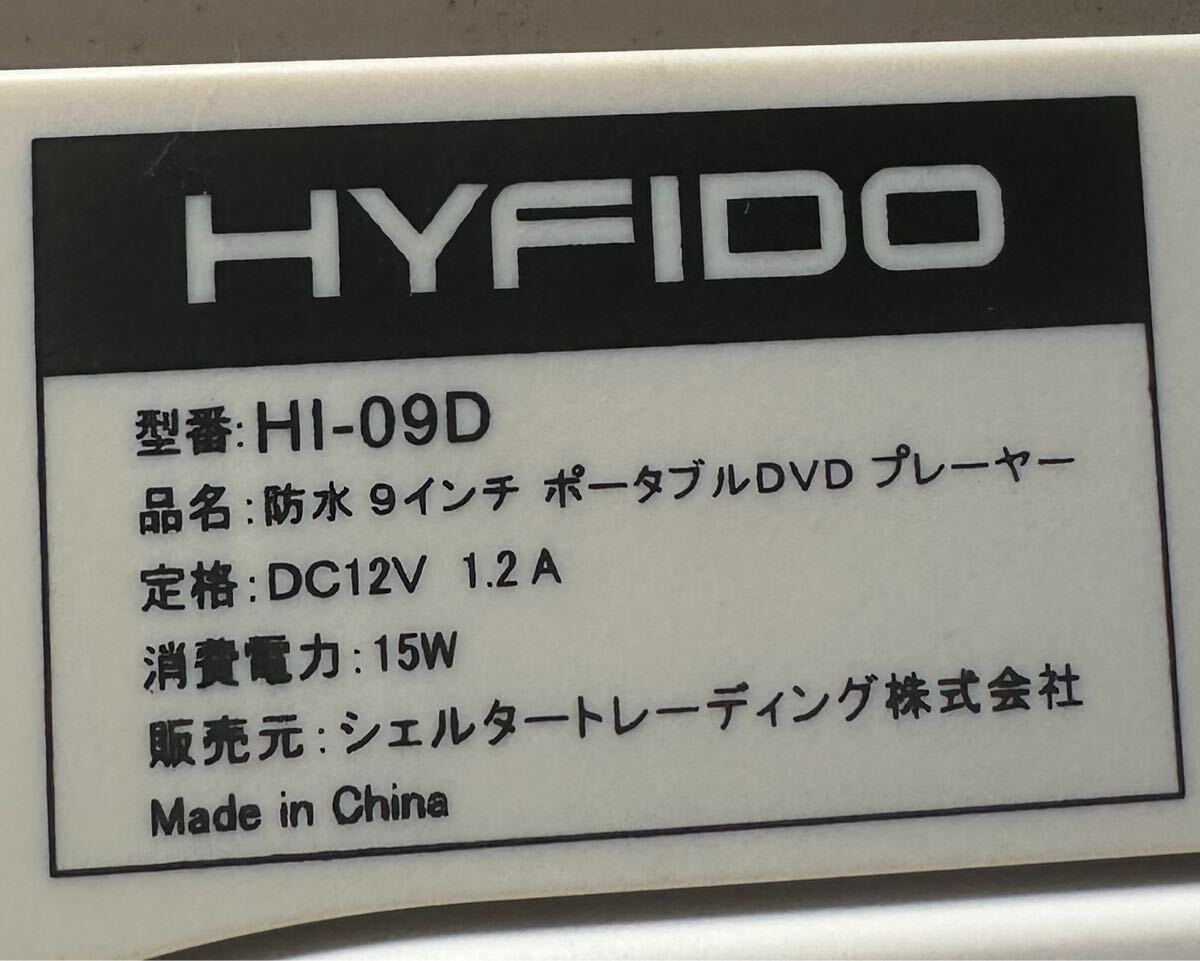 HYFIDO
型番:HI-09D
品名:防水 9インチ ポータブルDVD プレーヤー
定格:DC12V 1.2A
消費電力:15W
販売元:シェルタートレーディング株式会社
Made in China